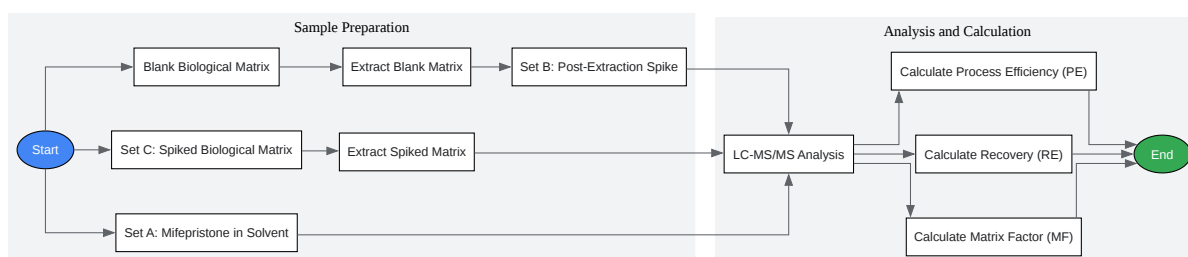 Sample Preparation
Analysis and Calculation
Blank Biological Matrix
Extract Blank Matrix
Set B: Post-Extraction Spike
Calculate Process Efficiency (PE)
Start
Set C: Spiked Biological Matrix
Extract Spiked Matrix
LC-MS/MS Analysis
Calculate Recovery (RE)
End
Set A: Mifepristone in Solvent
Calculate Matrix Factor (MF)